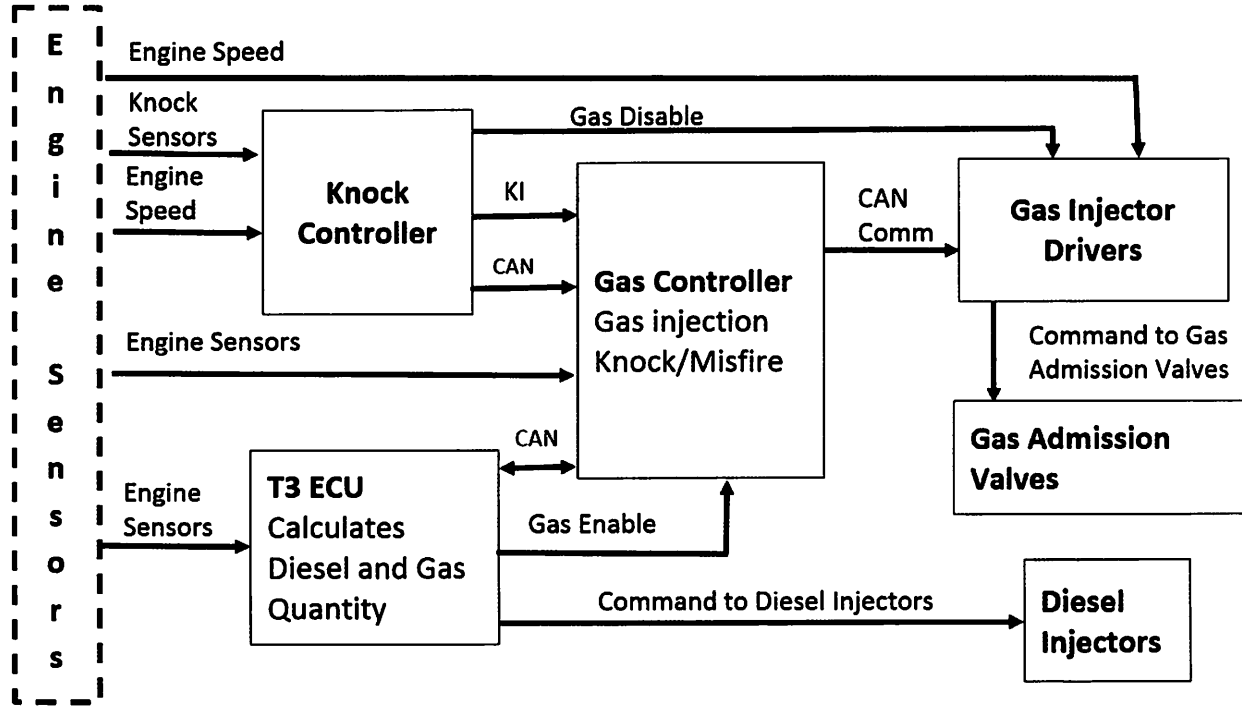 Engine Sensors
Engine Speed
Knock
Sensors
Engine
Speed
Knock
Controller
Gas Disable
KI
CAN
Gas Controller
Gas injection
Knock/Misfire
CAN
Comm
Gas Injector
Drivers
Command to Gas
Admission Valves
Gas Admission
Valves
Engine Sensors
CAN
Engine
Sensors
T3 ECU
Calculates
Diesel and Gas
Quantity
Gas Enable
Command to Diesel Injectors
Diesel
Injectors